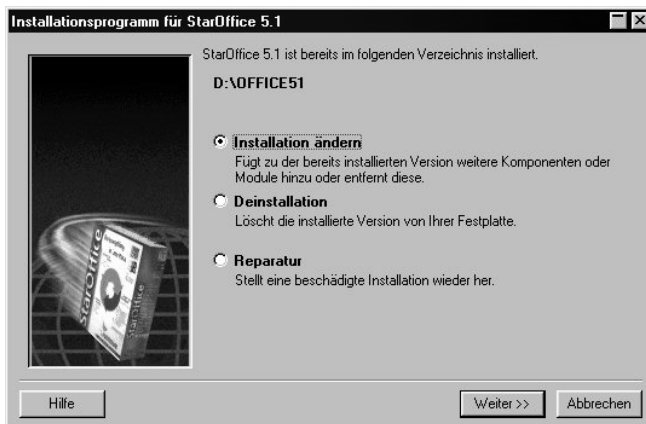 Installationsprogramm für StarOffice 5.1
StarOffice 5.1 ist bereits im folgenden Verzeichnis installiert.
D:\OFFICE51
Installation ändern
Fügt zu der bereits installierten Version weitere Komponenten oder
Module hinzu oder entfernt diese.
Deinstallation
Löscht die installierte Version von Ihrer Festplatte.
Reparatur
Stellt eine beschädigte Installation wieder her.
StarOffice
StarOffice
Hilfe
Weiter >>
Abbrechen